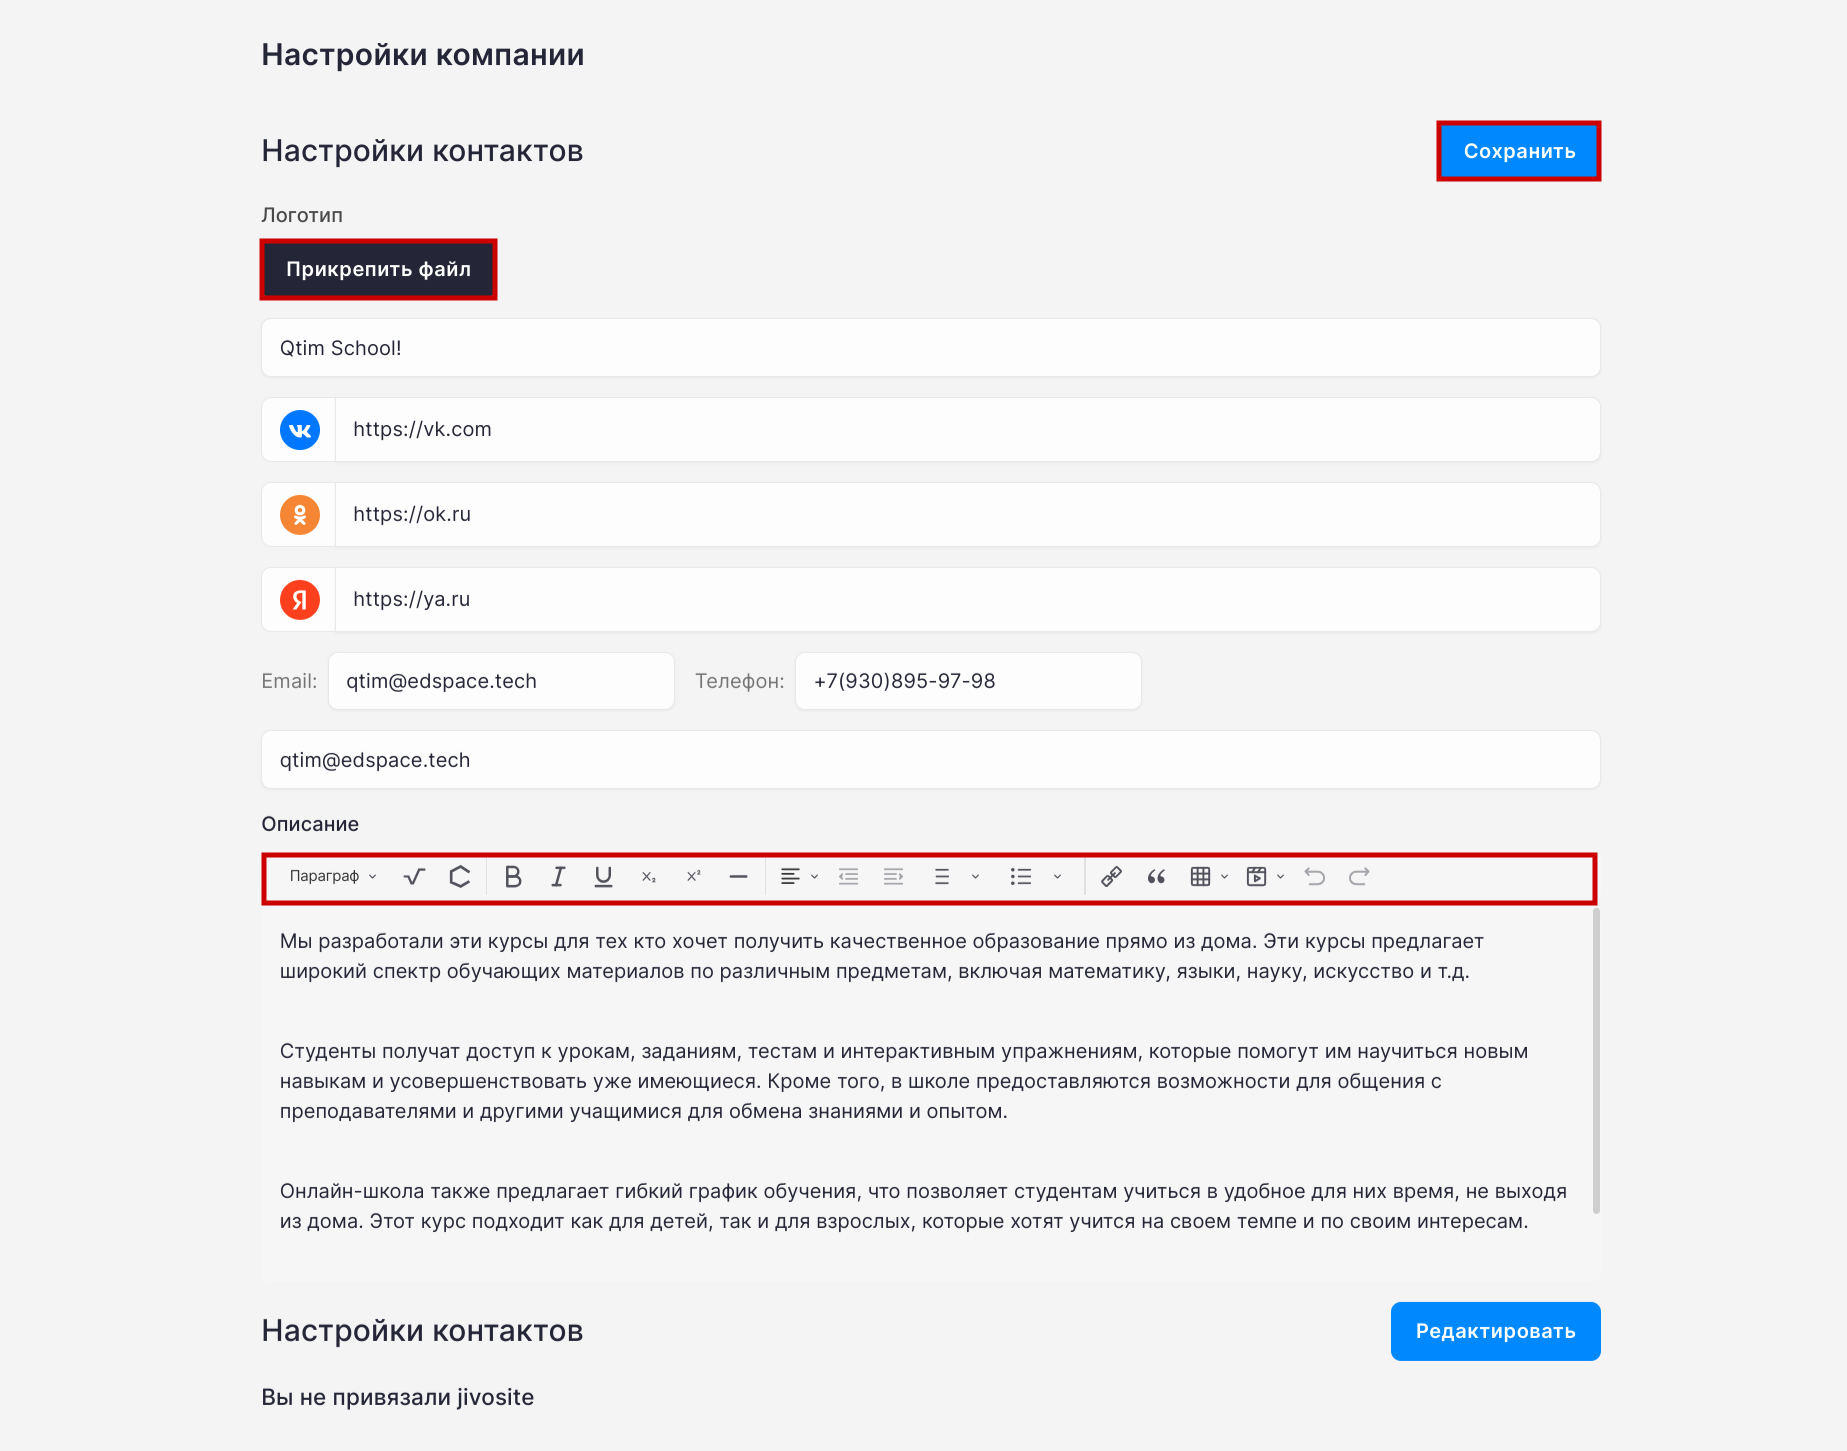 Настройки компании
Настройки контактов
Сохранить
Логотип
Прикрепить файл
Qtim School!
https://vk.com
https://ok.ru
Я https://ya.ru
Email: qtim@edspace.tech Телефон: +7(930)895-97-98
qtim@edspace.tech
Описание
Параграф
Мы разработали эти курсы для тех кто хочет получить качественное образование прямо из дома. Эти курсы предлагает
широкий спектр обучающих материалов по различным предметам, включая математику, языки, науку, искусство и т.д.
Студенты получат доступ к урокам, заданиям, тестам и интерактивным упражнениям, которые помогут им научиться новым
навыкам и усовершенствовать уже имеющиеся. Кроме того, в школе предоставляются возможности для общения с
преподавателями и другими учащимися для обмена знаниями и опытом.
Онлайн-школа также предлагает гибкий график обучения, что позволяет студентам учиться в удобное для них время, не выходя
из дома. Этот курс подходит как для детей, так и для взрослых, которые хотят учится на своем темпе и по своим интересам.
Настройки контактов
Редактировать
Вы не привязали jivosite